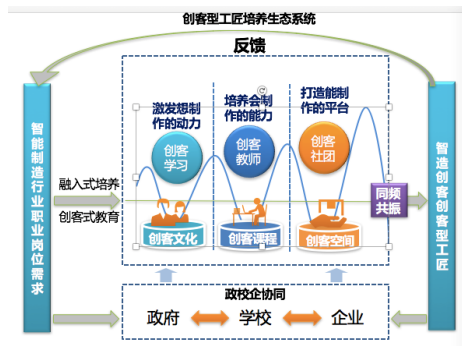 创客型工匠培养生态系统
反馈
激发想制
作的动力
培养会制
作的能力
打造能制
作的平台
创客
学习
创客
教师
创客
社团
智能制造行业职业岗位需求
融入式培养
创客式教育
同频
共振
智造创客创客型工匠
创客文化
创客课程
创客空间
政校企协同
政府
学校
企业